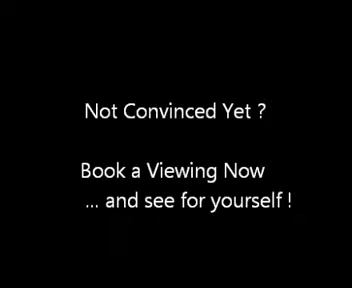 Not Convinced Yet ?
Book a Viewing Now
... and see for yourself !